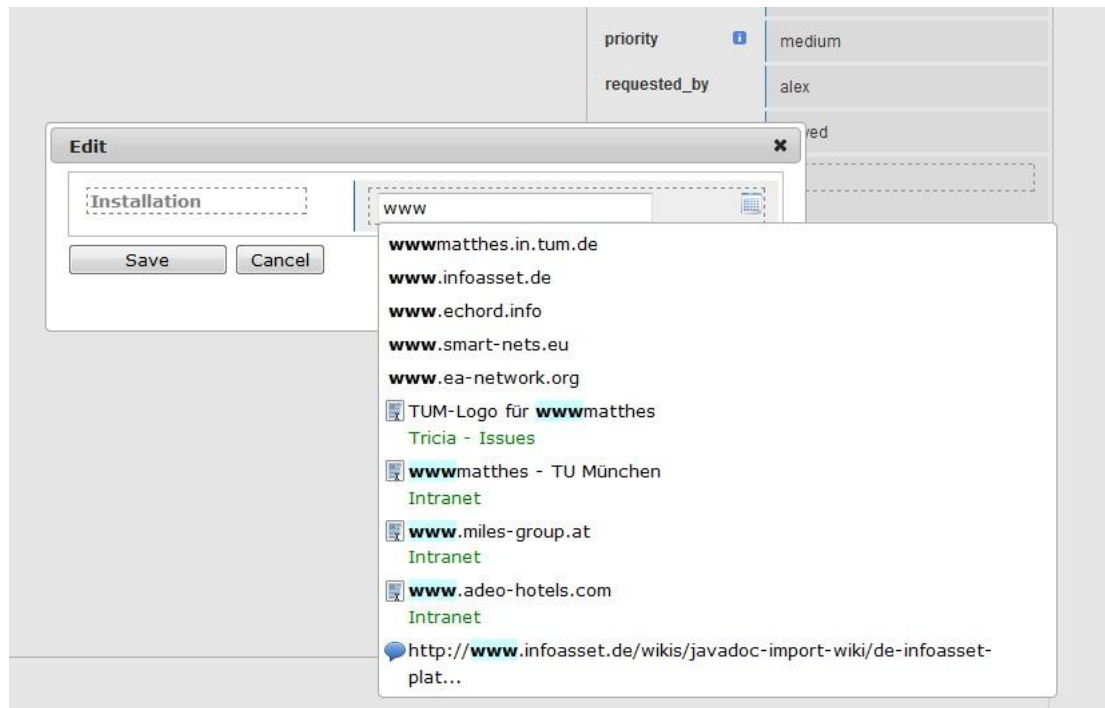 priority
medium
requested_by
alex
ved
Edit
Installation
www
Save
Cancel
wwwmatthes.in.tum.de
www.infoasset.de
www.echord.info
www.smart-nets.eu
www.ea-network.org
TUM-Logo für wwwmatthes
Tricia - Issues
wwwmatthes - TU München
Intranet
www.miles-group.at
Intranet
www.adeo-hotels.com
Intranet
http://www.infoasset.de/wikis/javadoc-import-wiki/de-infoasset-
plat...